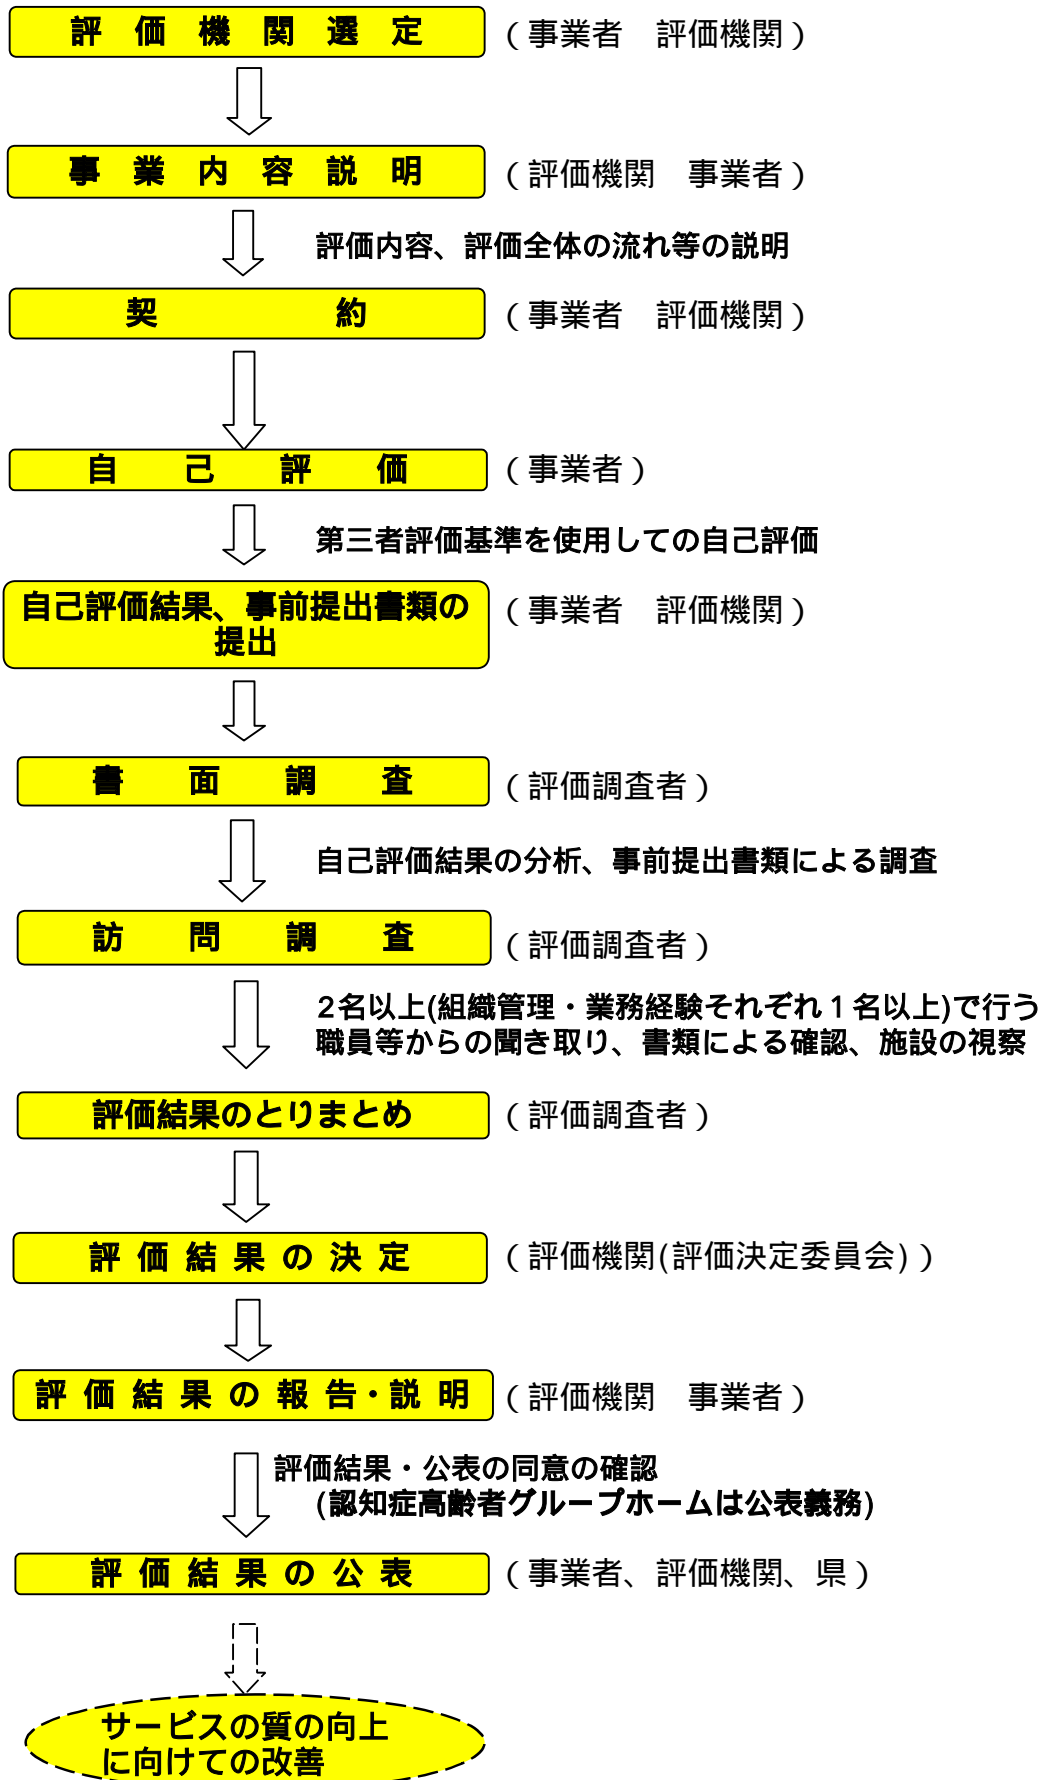 評価機関選定 (事業者　評価機関)
事業内容説明 (評価機関　事業者)
評価内容、評価全体の流れ等の説明
契約 (事業者　評価機関)
自己評価 (事業者)
第三者評価基準を使用しての自己評価
自己評価結果、事前提出書類の (事業者　評価機関)
提出
書面調査 (評価調査者)
自己評価結果の分析、事前提出書類による調査
訪問調査 (評価調査者)
2名以上(組織管理・業務経験それぞれ1名以上)で行う
職員等からの聞き取り、書類による確認、施設の視察
評価結果のとりまとめ (評価調査者)
評価結果の決定 (評価機関(評価決定委員会))
評価結果の報告・説明 (評価機関　事業者)
評価結果・公表の同意の確認
(認知症高齢者グループホームは公表義務)
評価結果の公表 (事業者、評価機関、県)
サービスの質の向上
に向けての改善